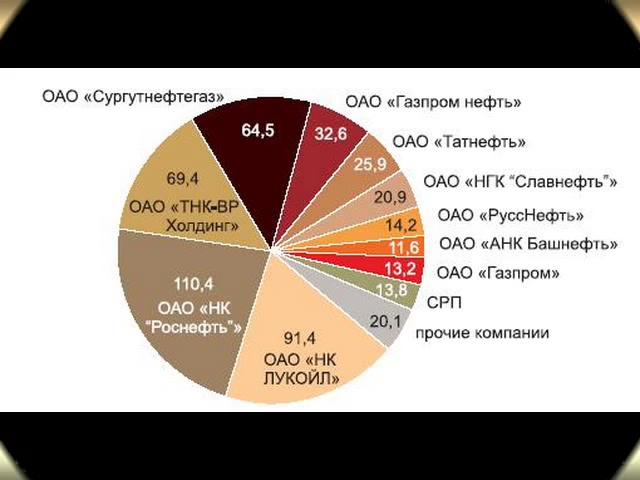 ОАО «Сургутнефтегаз»
64,5
ОАО «Газпром нефть»
32,6
ОАО «Татнефть»
25,9
ОАО «НГК “Славнефть”»
20,9
ОАО «РуссНефть»
14,2
ОАО «АНК Башнефть»
11,6
ОАО «Газпром»
13,2
СРП
13,8
прочие компании
20,1
91,4
ОАО «НК
ЛУКОЙЛ»
110,4
ОАО «НК
“Роснефть”»
69,4
ОАО «ТНК-ВР
Холдинг»